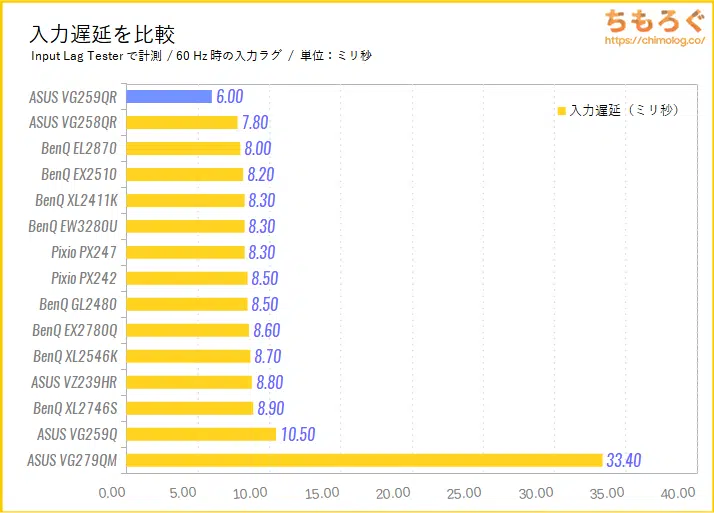 入力遅延を比較
Input Lag Tester で計測 / 60 Hz 時の入力ラグ / 単位：ミリ秒
ちもろぐ
https://chimolog.co/
入力遅延（ミリ秒）
ASUS VG259QR 6.00
ASUS VG258QR 7.80
BenQ EL2870 8.00
BenQ EX2510 8.20
BenQ XL2411K 8.30
BenQ EW3280U 8.30
Pixio PX247 8.30
Pixio PX242 8.50
BenQ GL2480 8.50
BenQ EX2780Q 8.60
BenQ XL2546K 8.70
ASUS VZ239HR 8.80
BenQ XL2746S 8.90
ASUS VG259Q 10.50
ASUS VG279QM 33.40
0.00 5.00 10.00 15.00 20.00 25.00 30.00 35.00 40.00